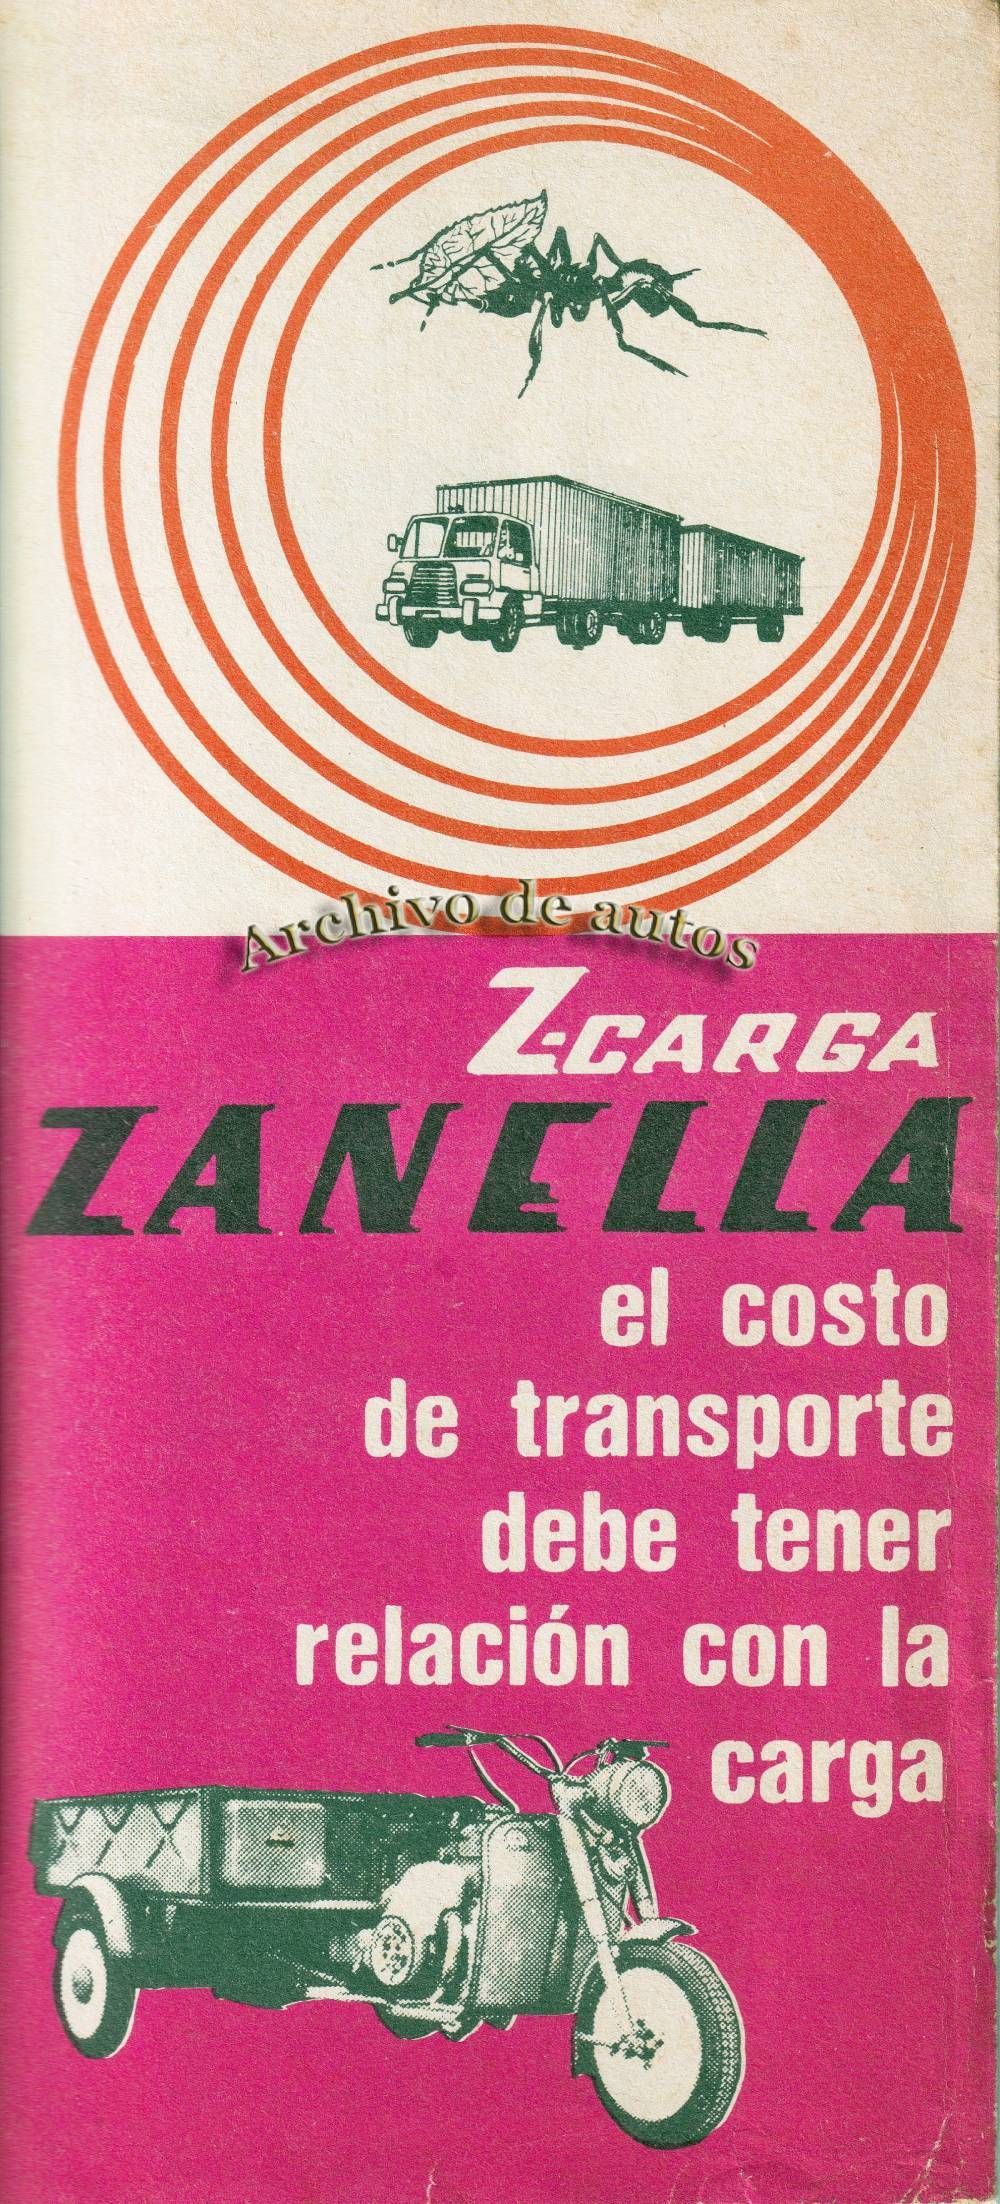 Archivo de autos
Z-CARGA
ZANELLA
el costo
de transporte
debe tener
relación con la
carga